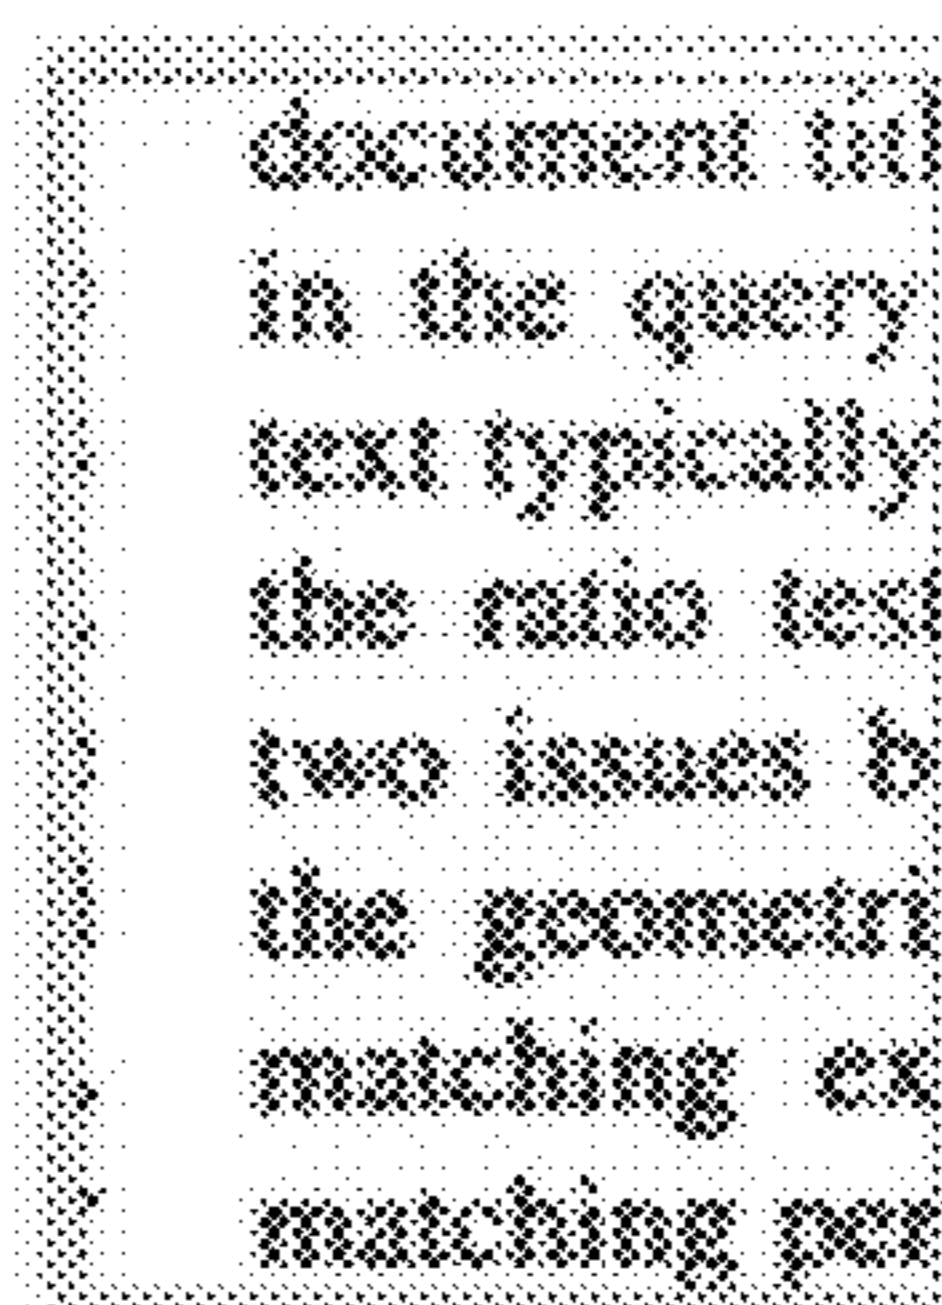 document
in the query
text typically
the ratio
two issues
the
matching
matching